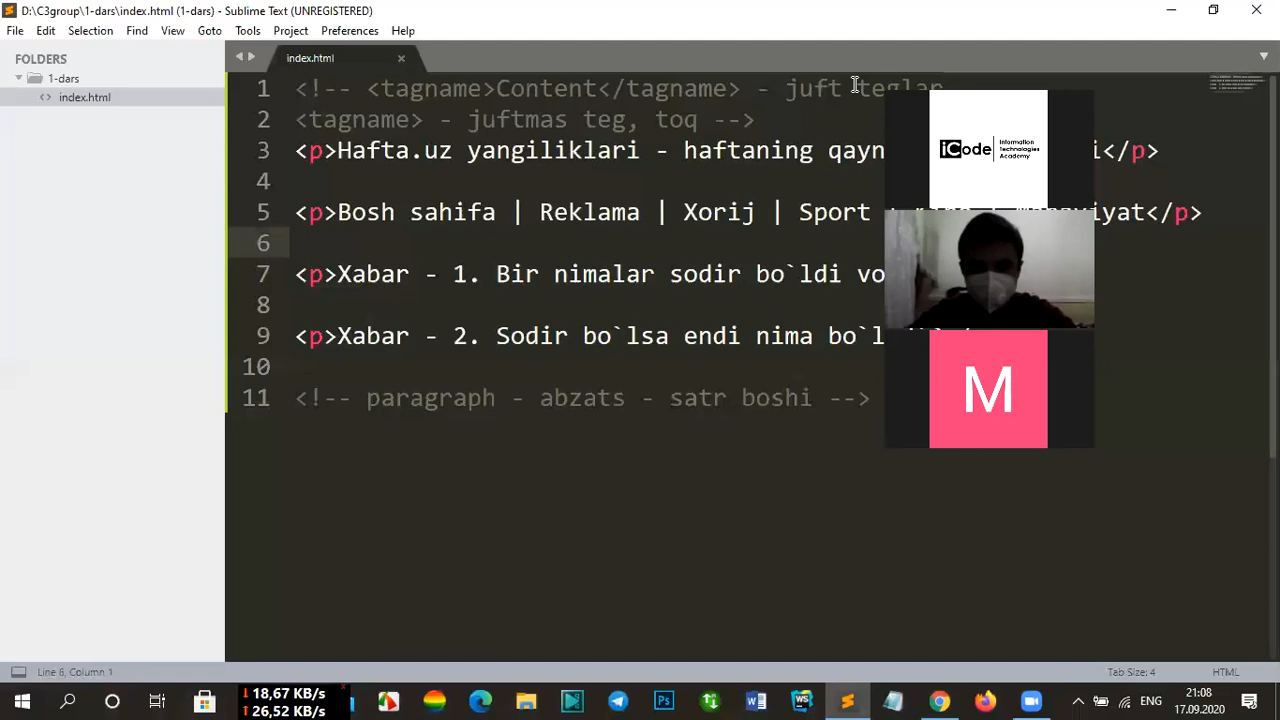 D:\C3group\1-dars\index.html (1-dars) - Sublime Text (UNREGISTERED)
File Edit Selection Find View Goto Tools Project Preferences Help
FOLDERS
1-dars
index.html
index.html
1 <!-- <tagname>Content</tagname> - juft teglar
2 <tagname> - juftmas teg, toq -->
3 <p>Hafta.uz yangiliklari - haftaning qayn i</p>
4
5 <p>Bosh sahifa | Reklama | Xorij | Sport yat</p>
6
7 <p>Xabar - 1. Bir nimalar sodir bo`ldi vo
8
9 <p>Xabar - 2. Sodir bo`lsa endi nima bo`l
10
11 <!-- paragraph - abzats - satr boshi -->
iCode Information Technologies Academy
M
Line 6, Column 1
Tab Size: 4
HTML
18,67 KB/s
26,52 KB/s
ENG
21:08
17.09.2020